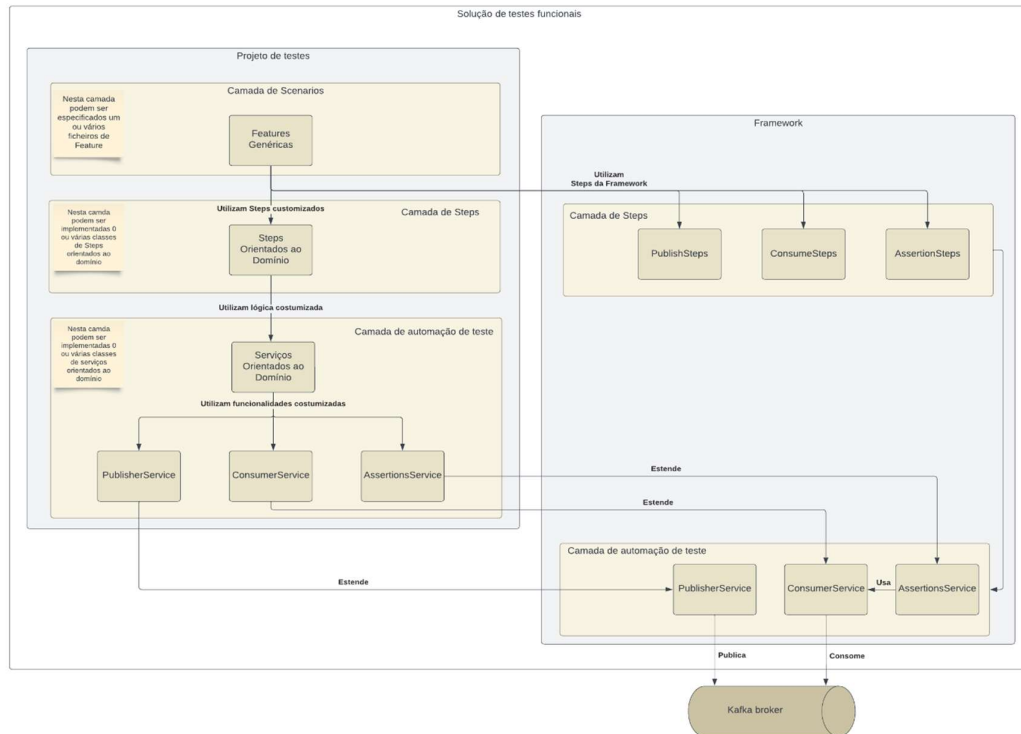 Solução de testes funcionais
Projeto de testes
Camada de Scenarios
Nesta camada
podem ser
especificados um
ou vários
ficheiros de
Feature
Features
Genéricas
Utilizam Steps customizados
Nesta camda
podem ser
implementadas 0
ou várias classes
de Steps
orientados ao
domínio
Camada de Steps
Steps
Orientados ao
Domínio
Utilizam lógica costumizada
Nesta camda
podem ser
implementadas 0
ou várias classes
de serviços
orientados ao
domínio
Camada de automação de teste
Serviços
Orientados ao
Domínio
Utilizam funcionalidades costumizadas
PublisherService
ConsumerService
AssertionsService
Framework
Utilizam
Steps da Framework
Camada de Steps
PublishSteps
ConsumeSteps
AssertionSteps
Estende
Estende
Estende
Camada de automação de teste
PublisherService
ConsumerService
Usa
AssertionsService
Publica
Consome
Kafka broker